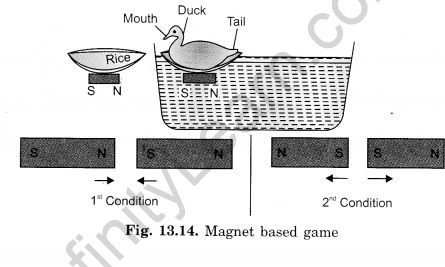 Duck
Mouth
Tail
Rice
S N
S N
S N S N N S S N
1st Condition 2nd Condition
Fig. 13.14. Magnet based game